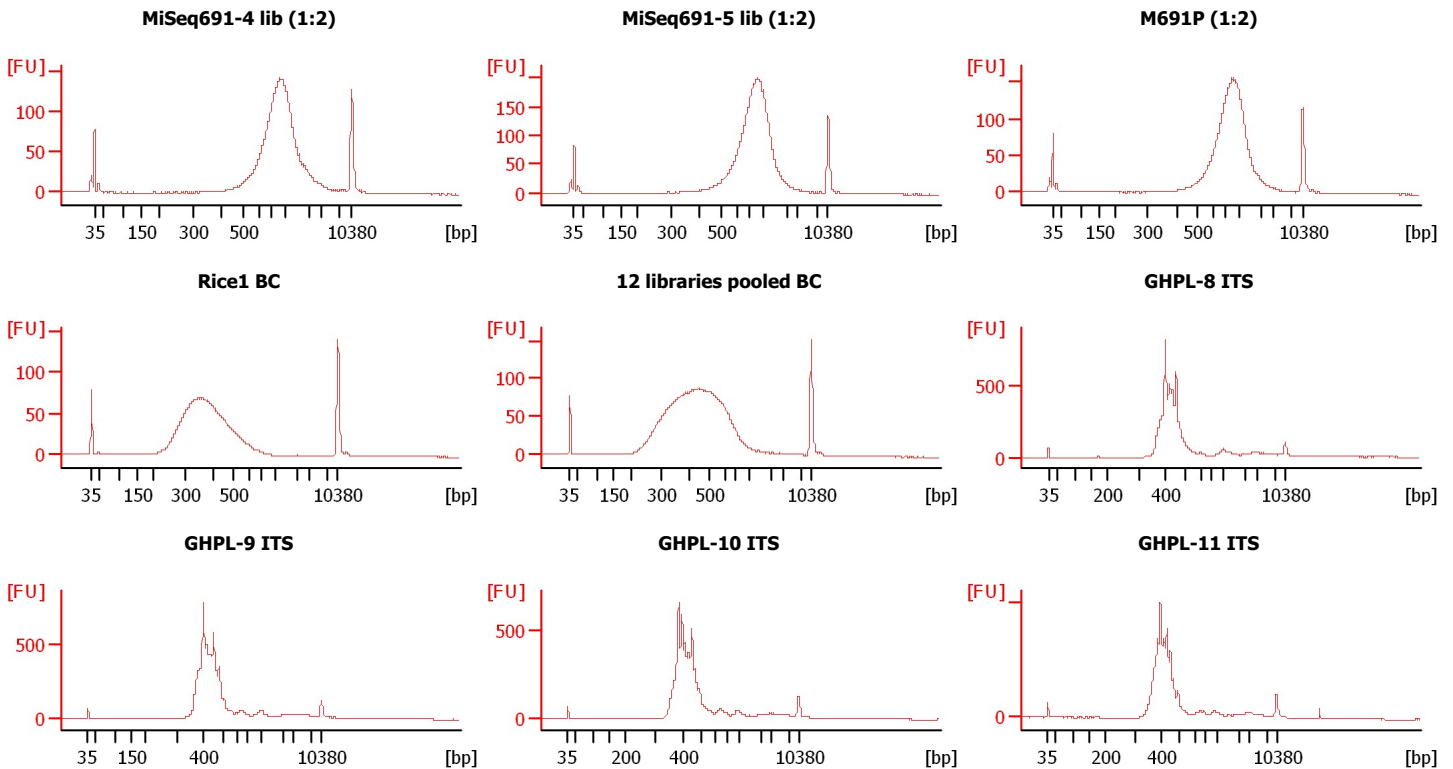 MiSeq691-4 lib (1:2)
[FU]
100
50
0
35 150 300 500 10380 [bp]
MiSeq691-5 lib (1:2)
[FU]
150
100
50
0
35 150 300 500 10380 [bp]
M691P (1:2)
[FU]
100
50
0
35 150 300 500 10380 [bp]
Rice1 BC
[FU]
100
50
0
35 150 300 500 10380 [bp]
12 libraries pooled BC
[FU]
100
50
0
35 150 300 500 10380 [bp]
GHPL-8 ITS
[FU]
500
0
35 200 400 10380 [bp]
GHPL-9 ITS
[FU]
500
0
35 150 400 10380 [bp]
GHPL-10 ITS
[FU]
500
0
35 200 400 10380 [bp]
GHPL-11 ITS
[FU]
0
35 200 400 10380 [bp]